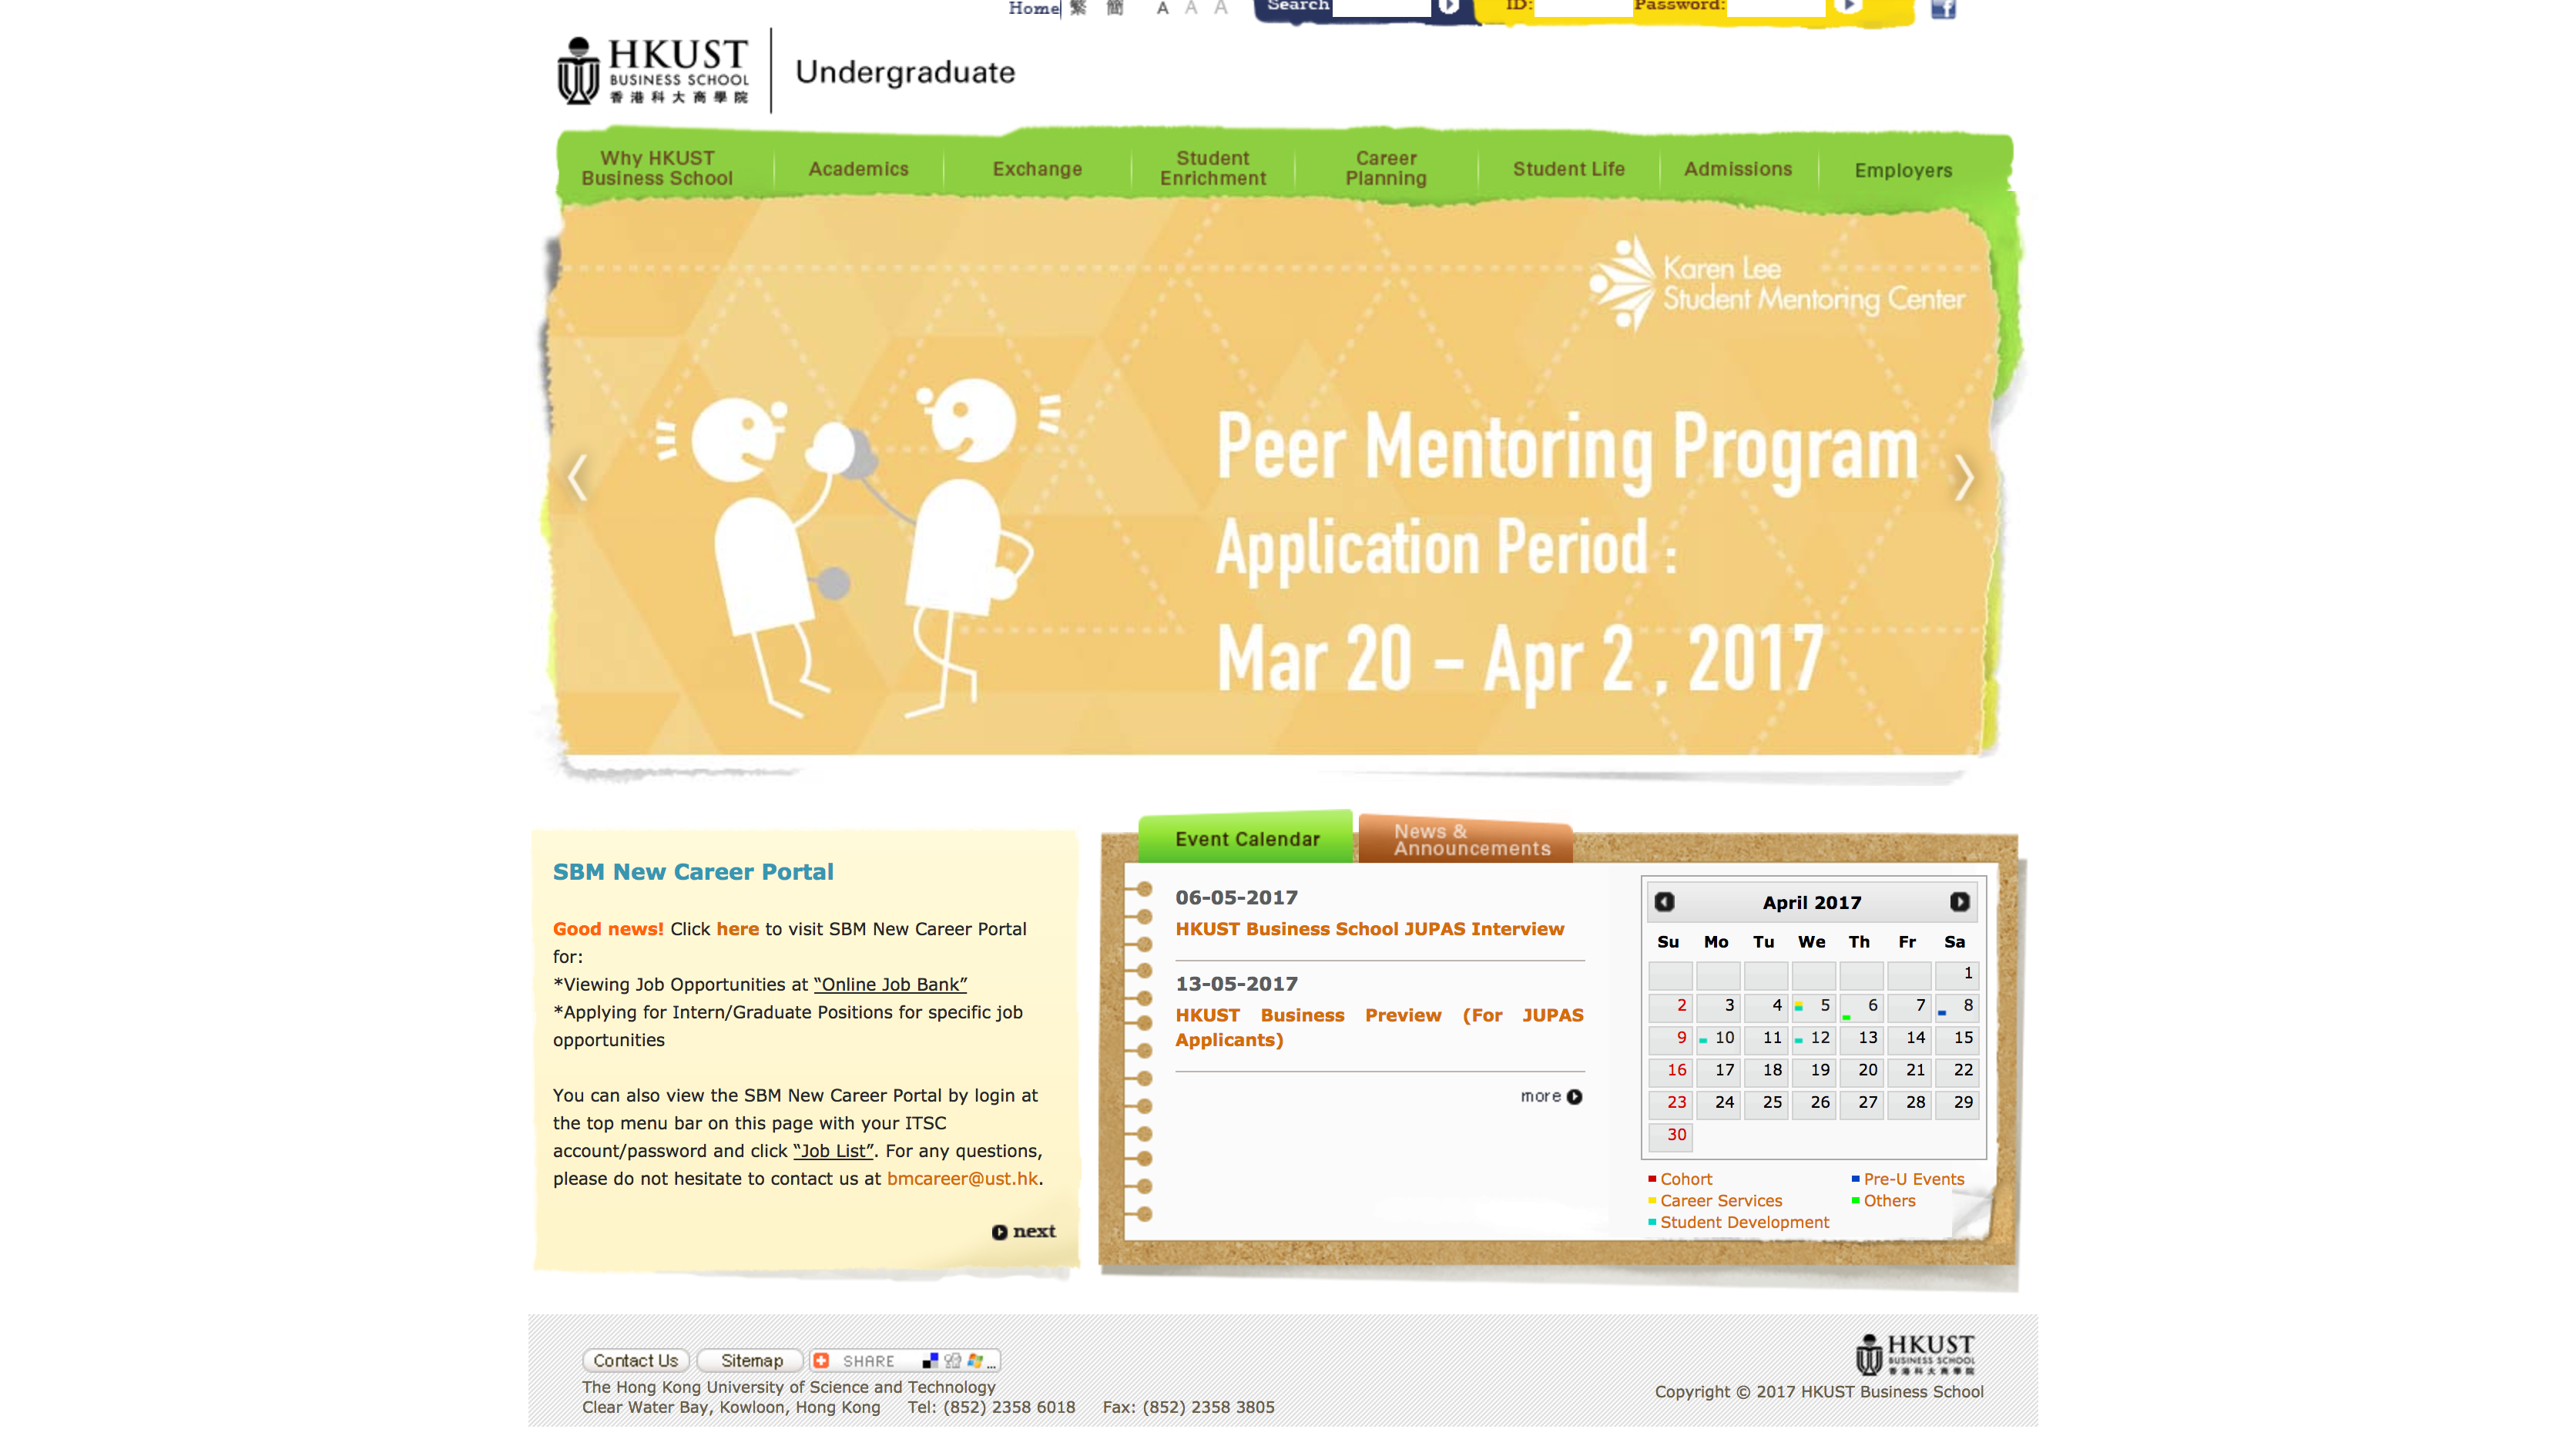 Home 繁 簡 A A A Search ID: Password:
HKUST
BUSINESS SCHOOL
香港科大商學院
Undergraduate
Why HKUST
Business School
Academics
Exchange
Student
Enrichment
Career
Planning
Student Life
Admissions
Employers
Karen Lee
Student Mentoring Center
Peer Mentoring Program
Application Period :
Mar 20 – Apr 2 , 2017
SBM New Career Portal
Good news! Click here to visit SBM New Career Portal
for:
*Viewing Job Opportunities at “Online Job Bank”
*Applying for Intern/Graduate Positions for specific job
opportunities
You can also view the SBM New Career Portal by login at
the top menu bar on this page with your ITSC
account/password and click “Job List”. For any questions,
please do not hesitate to contact us at bmcareer@ust.hk.
next
Event Calendar
News &
Announcements
06-05-2017
HKUST Business School JUPAS Interview
13-05-2017
HKUST Business Preview (For JUPAS
Applicants)
more
April 2017
Su Mo Tu We Th Fr Sa
1
2 3 4 5 6 7 8
9 10 11 12 13 14 15
16 17 18 19 20 21 22
23 24 25 26 27 28 29
30
Cohort Pre-U Events
Career Services Others
Student Development
Contact Us Sitemap SHARE ...
The Hong Kong University of Science and Technology
Clear Water Bay, Kowloon, Hong Kong Tel: (852) 2358 6018 Fax: (852) 2358 3805
HKUST
BUSINESS SCHOOL
香港科大商學院
Copyright © 2017 HKUST Business School